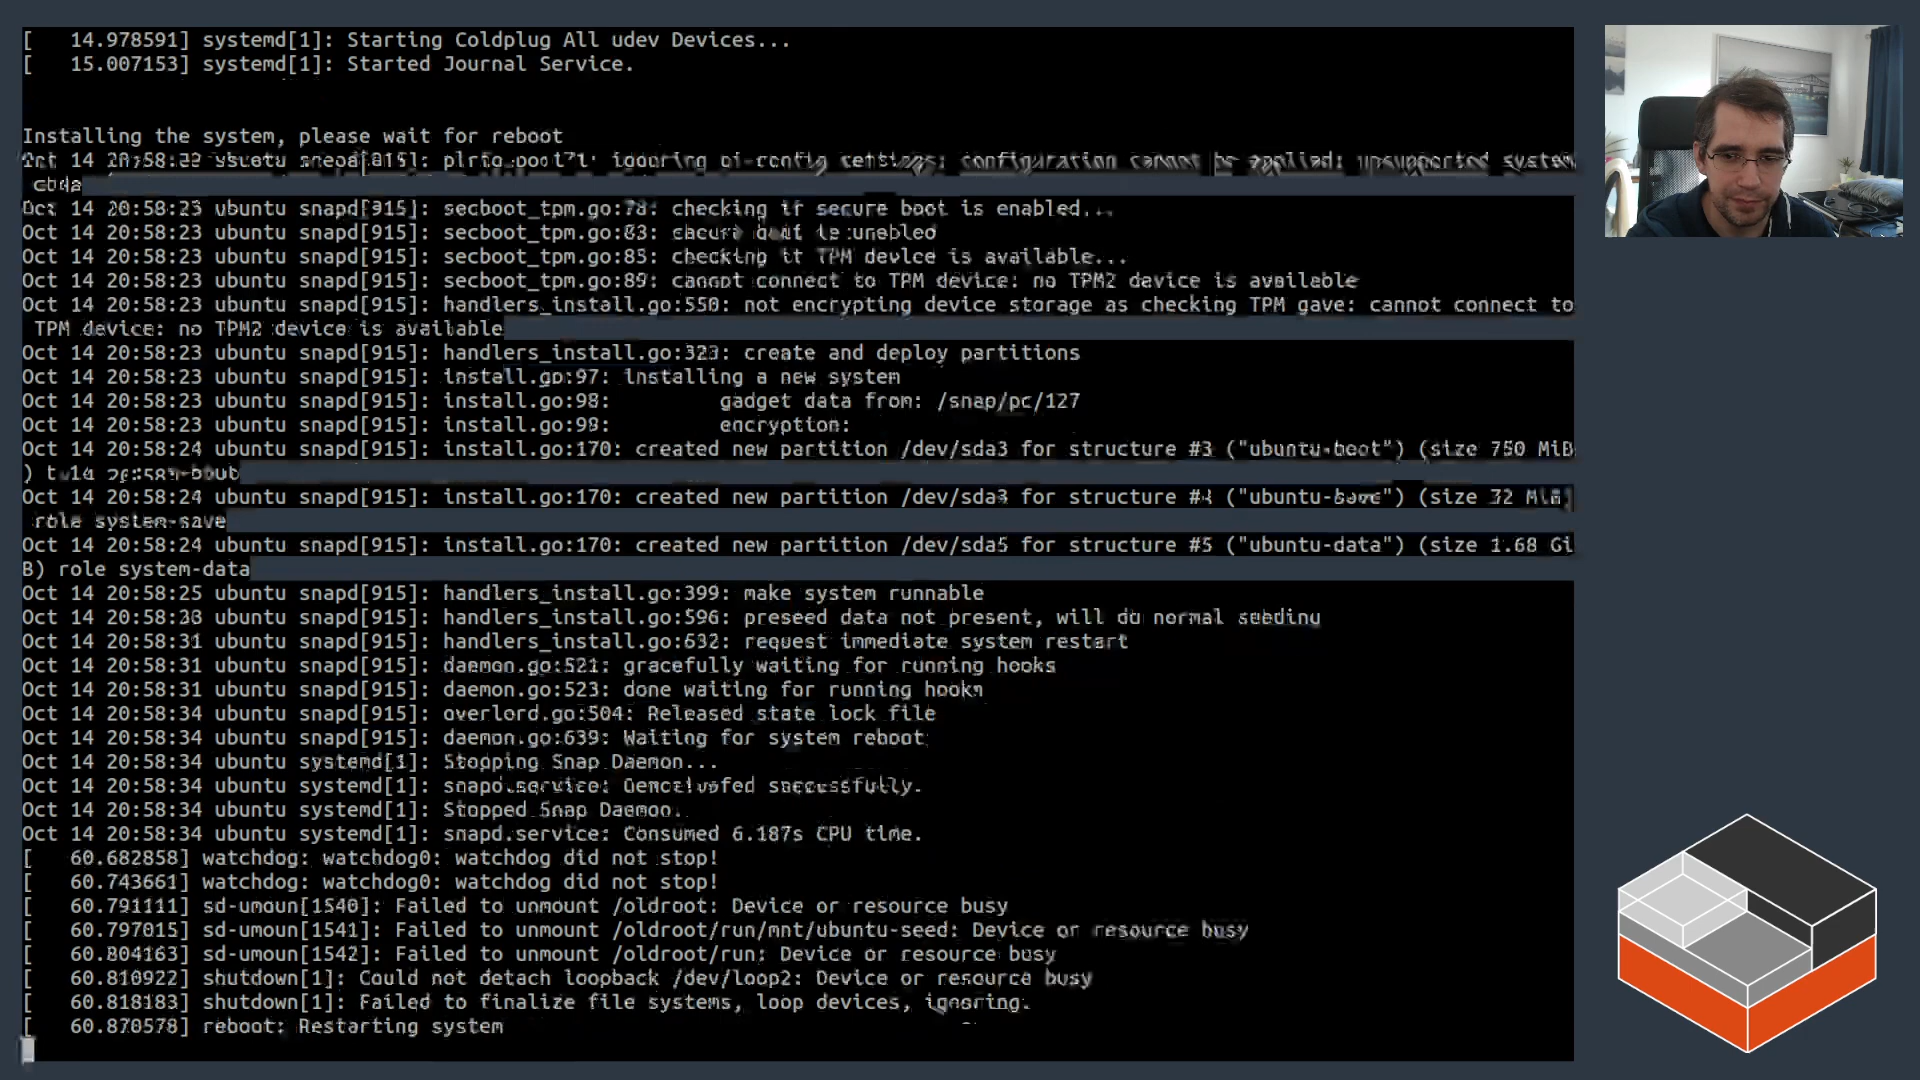 [   14.978591] systemd[1]: Starting Coldplug All udev Devices...
[   15.007153] systemd[1]: Started Journal Service.
Installing the system, please wait for reboot
Oct 14 ubuntu snapd[915]: ignoring configuration cannot be applied: unsupported system
Oct 14 20:58:23 ubuntu snapd[915]: secboot_tpm.go: checking if secure boot is enabled...
Oct 14 20:58:23 ubuntu snapd[915]: secboot_tpm.go:
Oct 14 20:58:23 ubuntu snapd[915]: secboot_tpm.go:85: checking if TPM device is available...
Oct 14 20:58:23 ubuntu snapd[915]: secboot_tpm.go:89: cannot connect to TPM device: no TPM2 device is available
Oct 14 20:58:23 ubuntu snapd[915]: handlers_install.go:550: not encrypting device storage as checking TPM gave: cannot connect to
TPM device: no TPM2 device is available
Oct 14 20:58:23 ubuntu snapd[915]: handlers_install.go: create and deploy partitions
Oct 14 20:58:23 ubuntu snapd[915]: install.go:97: installing a new system
Oct 14 20:58:23 ubuntu snapd[915]: install.go:98:         gadget data from: /snap/pc/127
Oct 14 20:58:23 ubuntu snapd[915]: install.go:99:         encryption:
Oct 14 20:58:24 ubuntu snapd[915]: install.go:170: created new partition /dev/sda3 for structure #3 ("ubuntu-boot") (size 750 MiB
)
Oct 14 20:58:24 ubuntu snapd[915]: install.go:170: created new partition for structure ("ubuntu-save") (size 32
role system-save
Oct 14 20:58:24 ubuntu snapd[915]: install.go:170: created new partition /dev/sda5 for structure #5 ("ubuntu-data") (size 1.68 Gi
B) role system-data
Oct 14 20:58:25 ubuntu snapd[915]: handlers_install.go:399: make system runnable
Oct 14 ubuntu snapd[915]: handlers_install.go:596: preseed data not present, will do normal seeding
Oct 14 20:58:31 ubuntu snapd[915]: handlers_install.go: request immediate system restart
Oct 14 20:58:31 ubuntu snapd[915]: daemon.go:521: gracefully waiting for running hooks
Oct 14 20:58:31 ubuntu snapd[915]: daemon.go:523: done waiting for running hooks
Oct 14 20:58:34 ubuntu snapd[915]: overlord.go:504: Released state lock file
Oct 14 20:58:34 ubuntu snapd[915]: daemon.go:639: Waiting for system reboot
Oct 14 20:58:34 ubuntu systemd[1]: Stopping Snap Daemon...
Oct 14 20:58:34 ubuntu systemd[1]: snapd.service: successfully.
Oct 14 20:58:34 ubuntu systemd[1]: Stopped Snap Daemon.
Oct 14 20:58:34 ubuntu systemd[1]: snapd.service: Consumed 6.187s CPU time.
[   60.682858] watchdog: watchdog0: watchdog did not stop!
[   60.743661] watchdog: watchdog0: watchdog did not stop!
[   60.791111] sd-umoun[1540]: Failed to unmount /oldroot: Device or resource busy
[   60.797015] sd-umoun[1541]: Failed to unmount /oldroot/run/mnt/ubuntu-seed: Device or resource busy
[   60.804163] sd-umoun[1542]: Failed to unmount /oldroot/run: Device or resource busy
[   60.810922] shutdown[1]: Could not detach loopback /dev/loop2: Device or resource busy
[   60.818183] shutdown[1]: Failed to finalize file systems, loop devices, ignoring.
[   60.870578] reboot: Restarting system